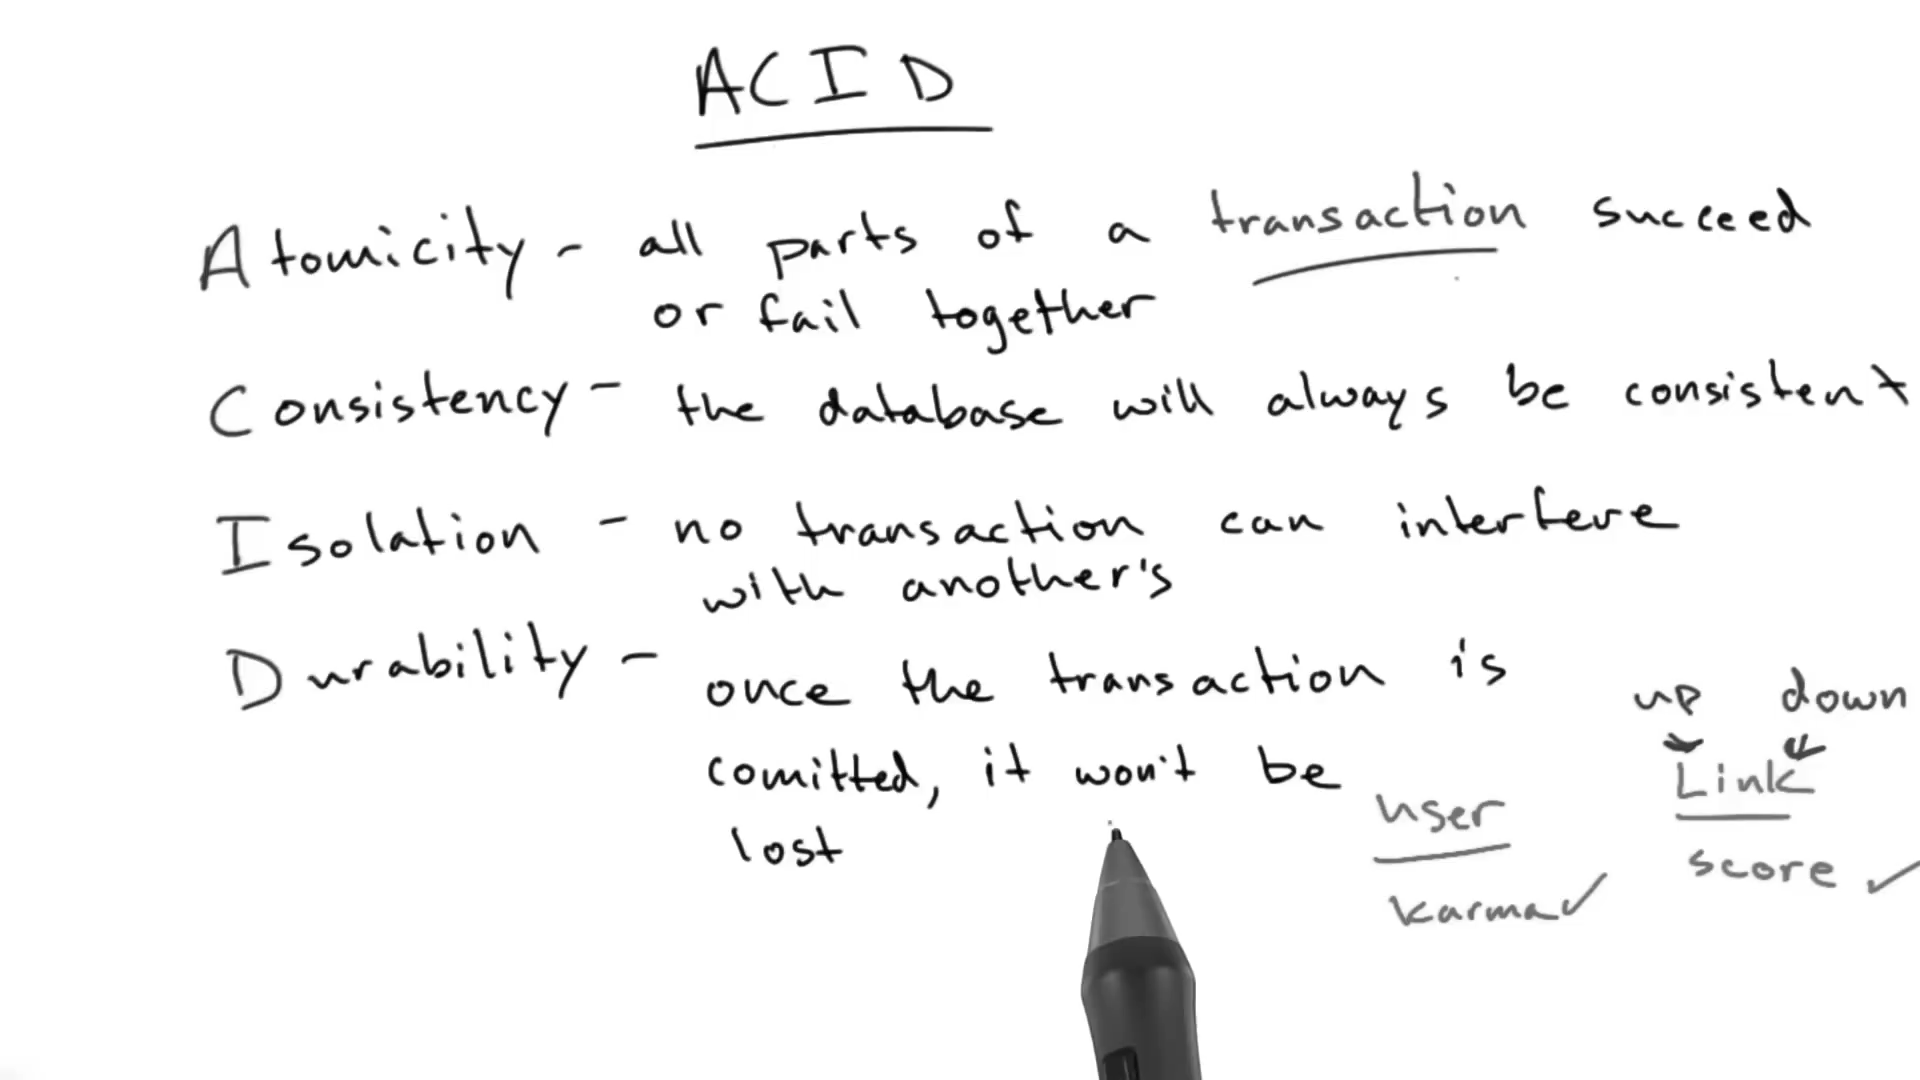 ACID
Atomicity - all parts of a transaction succeed
or fail together
Consistency - the database will always be consistent
Isolation - no transaction can interfere
with another's
Durability - once the transaction is
comitted, it won't be
lost
up down
Link
user
score ✓
karma ✓